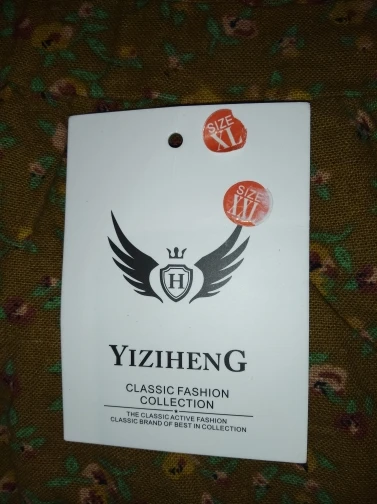 SIZE
XL
SIZE
XXL
H
YIZIHENG
CLASSIC FASHION
COLLECTION
THE CLASSIC ACTIVE FASHION
CLASSIC BRAND OF BEST IN COLLECTION